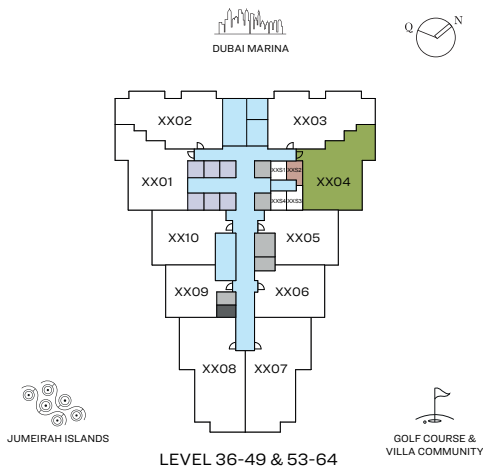 DUBAI MARINA
Q N
XX02
XX03
XX01
XXS1
XXS2
XX04
XXS4
XXS3
XX10
XX05
XX09
XX06
XX08
XX07
JUMEIRAH ISLANDS
GOLF COURSE &
VILLA COMMUNITY
LEVEL 36-49 & 53-64